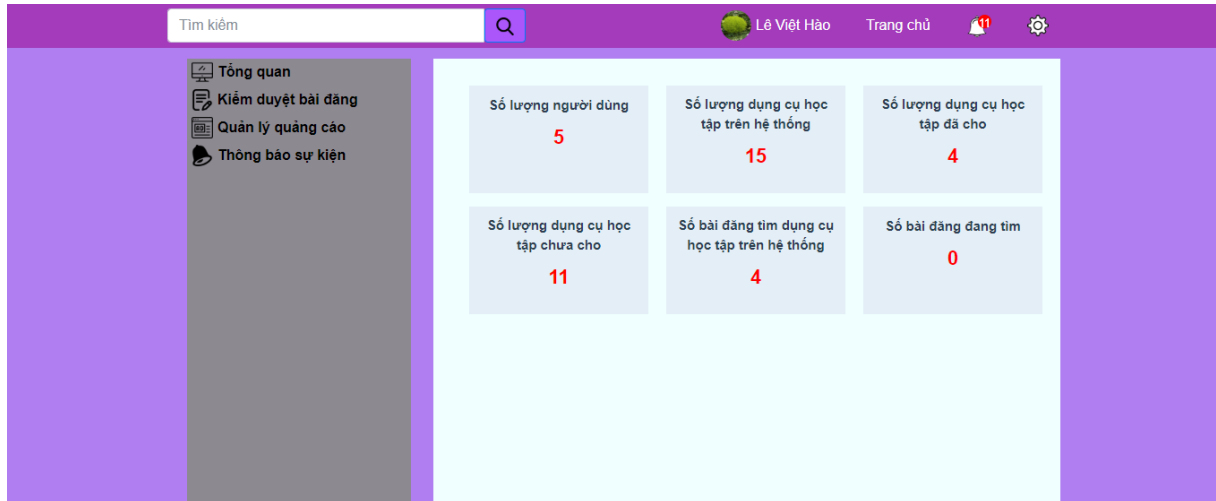 Tìm kiếm
Lê Việt Hào
Trang chủ
11
Tổng quan
Kiểm duyệt bài đăng
Quản lý quảng cáo
Thông báo sự kiện
Số lượng người dùng
5
Số lượng dụng cụ học
tập trên hệ thống
15
Số lượng dụng cụ học
tập đã cho
4
Số lượng dụng cụ học
tập chưa cho
11
Số bài đăng tìm dụng cụ
học tập trên hệ thống
4
Số bài đăng đang tìm
0